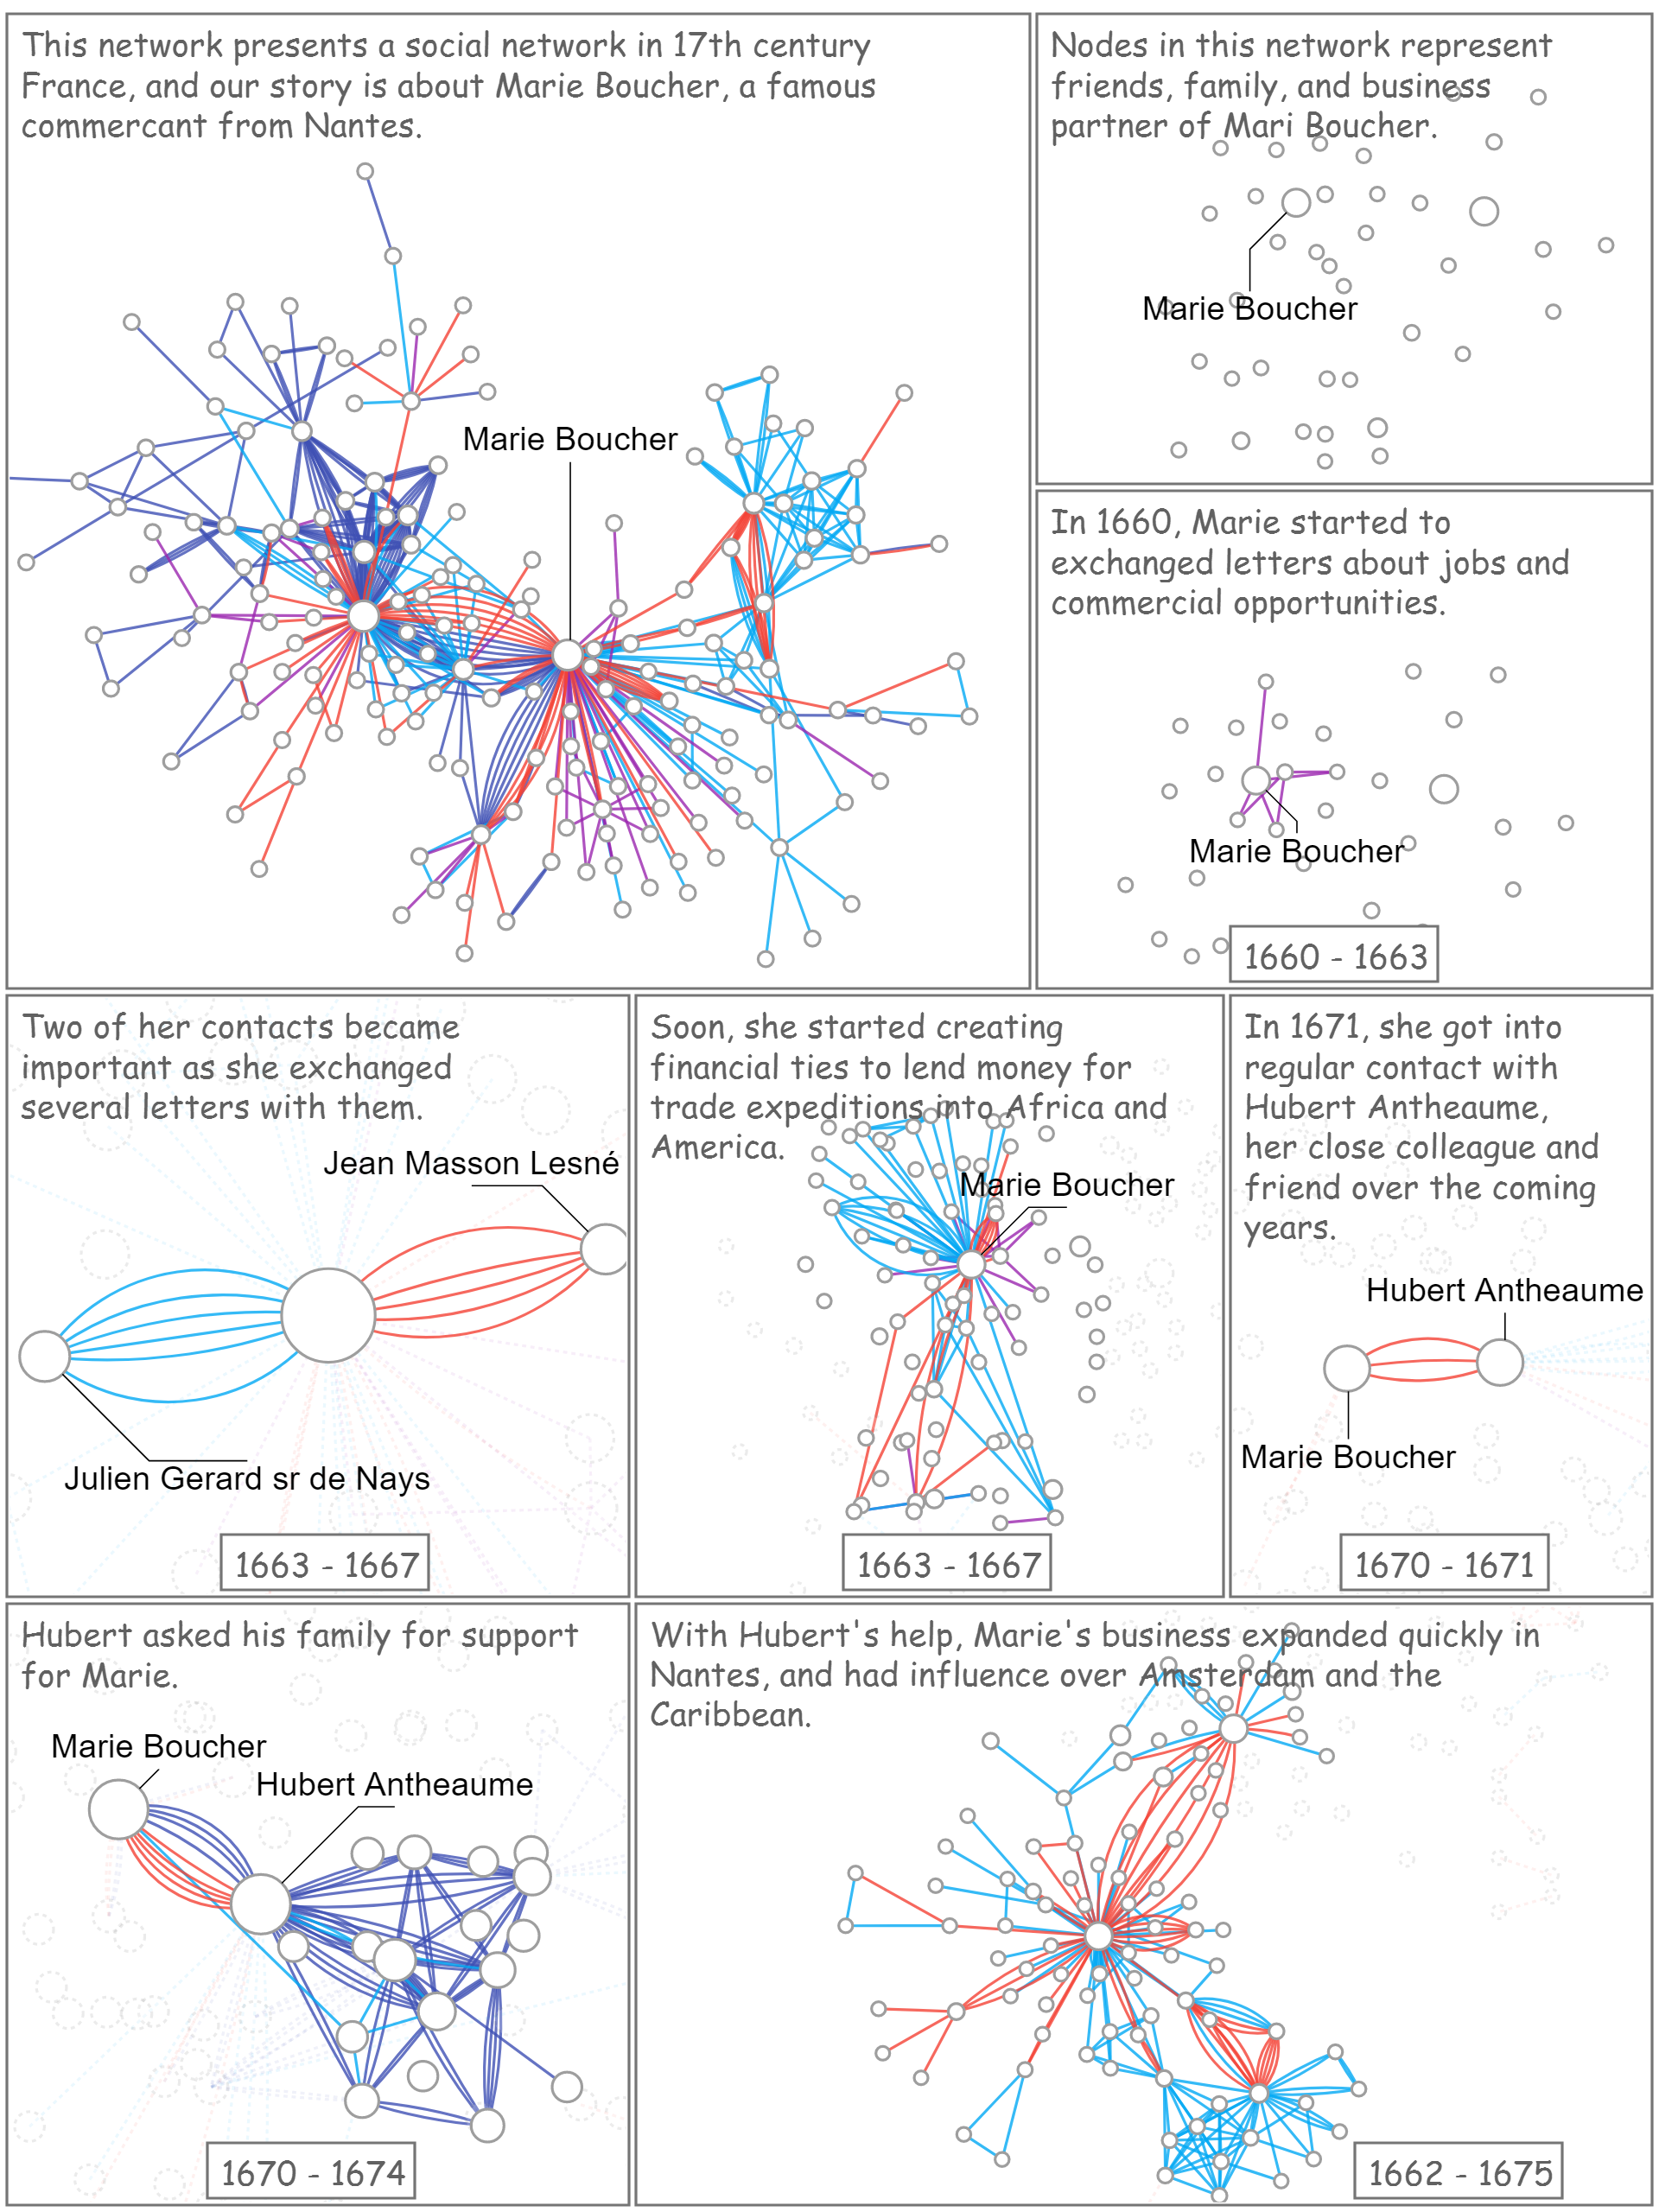 This network presents a social network in 17th century
France, and our story is about Marie Boucher, a famous
commercant from Nantes.
Marie Boucher
Nodes in this network represent
friends, family, and business
partner of Mari Boucher.
Marie Boucher
In 1660, Marie started to
exchanged letters about jobs and
commercial opportunities.
Marie Boucher
1660 - 1663
Two of her contacts became
important as she exchanged
several letters with them.
Jean Masson Lesné
Julien Gerard sr de Nays
1663 - 1667
Soon, she started creating
financial ties to lend money for
trade expeditions into Africa and
America.
Marie Boucher
1663 - 1667
In 1671, she got into
regular contact with
Hubert Antheaume,
her close colleague and
friend over the coming
years.
Hubert Antheaume
Marie Boucher
1670 - 1671
Hubert asked his family for support
for Marie.
Marie Boucher
Hubert Antheaume
1670 - 1674
With Hubert's help, Marie's business expanded quickly in
Nantes, and had influence over Amsterdam and the
Caribbean.
1662 - 1675